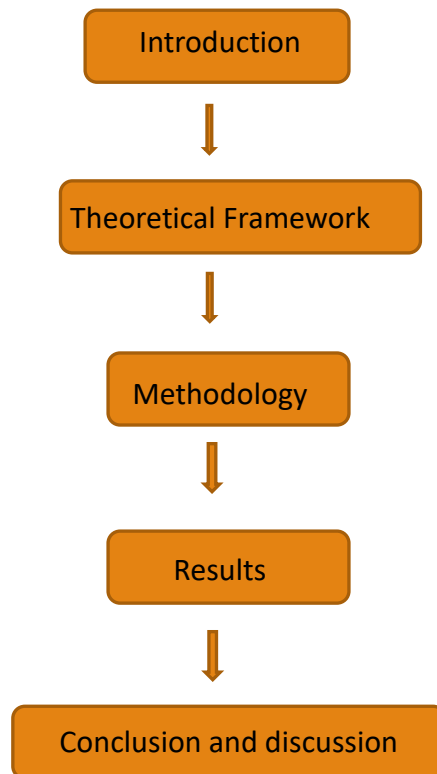 Introduction
Theoretical Framework
Methodology
Results
Conclusion and discussion